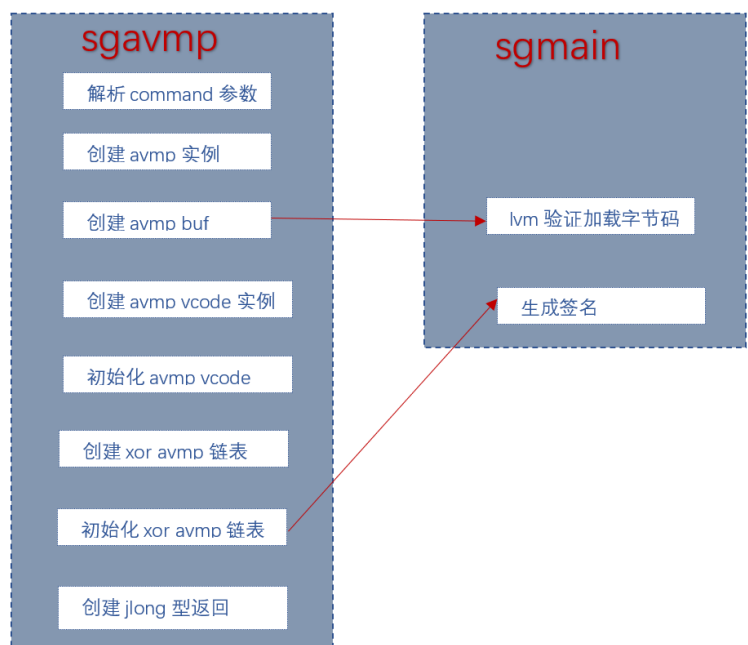 sgavmp
解析 command 参数
创建 avmp 实例
创建 avmp buf
创建 avmp vcode 实例
初始化 avmp vcode
创建 xor avmp 链表
初始化 xor avmp 链表
创建 jlong 型返回
sgmain
lvm 验证加载字节码
生成签名